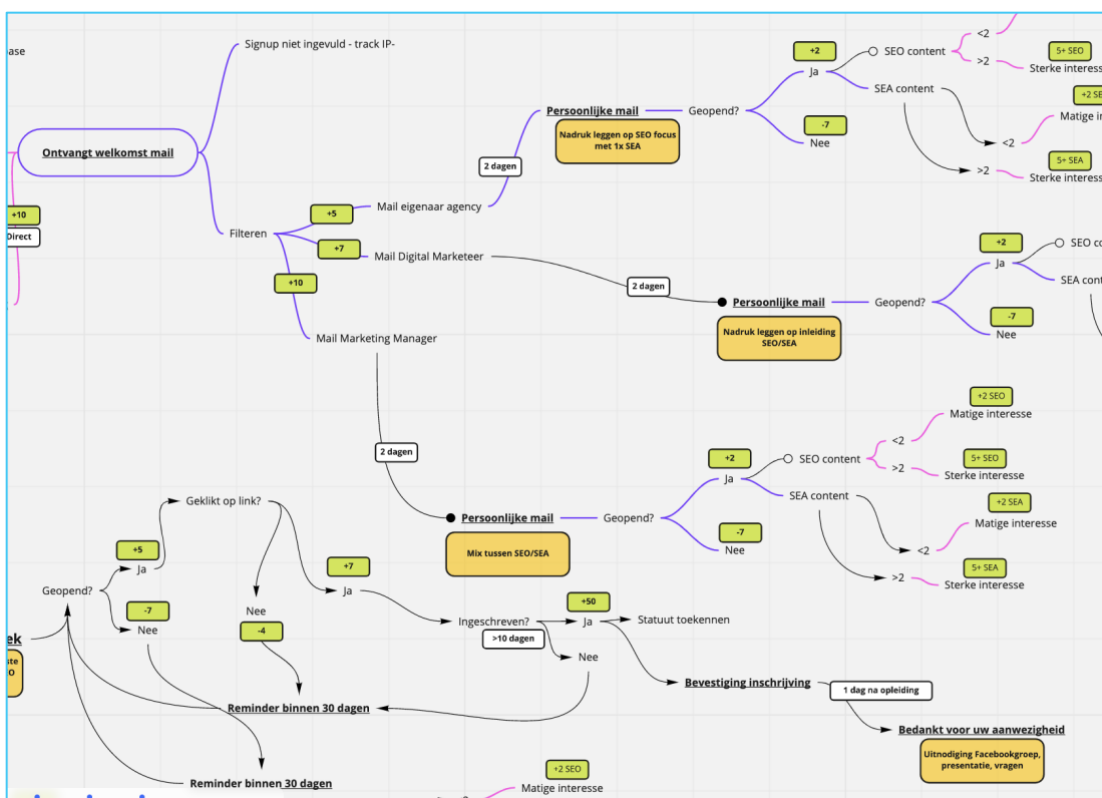 Signup niet ingevuld - track IP-
ase
Ontvangt welkomst mail
+10
Direct
Filteren
+5
Mail eigenaar agency
+7
Mail Digital Marketeer
+10
Mail Marketing Manager
2 dagen
Persoonlijke mail
Nadruk leggen op SEO focus
met 1x SEA
Geopend?
+2
Ja
-7
Nee
SEO content
<2
>2
5+ SEO
Sterke interess
SEA content
+2 SE
Matige in
<2
>2
5+ SEA
Sterke interess
2 dagen
Persoonlijke mail
Nadruk leggen op inleiding
SEO/SEA
Geopend?
+2
Ja
-7
Nee
SEO co
SEA cont
2 dagen
Persoonlijke mail
Mix tussen SEO/SEA
Geopend?
+2
Ja
-7
Nee
SEO content
<2
+2 SEO
Matige interesse
>2
5+ SEO
Sterke interesse
SEA content
+2 SEA
Matige interesse
<2
>2
5+ SEA
Sterke interesse
ek
ste
O
Geopend?
+5
Ja
-7
Nee
Geklikt op link?
Nee
-4
+7
Ja
Ingeschreven?
>10 dagen
+50
Ja
Nee
Statuut toekennen
Reminder binnen 30 dagen
Reminder binnen 30 dagen
Bevestiging inschrijving
1 dag na opleiding
Bedankt voor uw aanwezigheid
Uitnodiging Facebookgroep,
presentatie, vragen
+2 SEO
Matige interesse